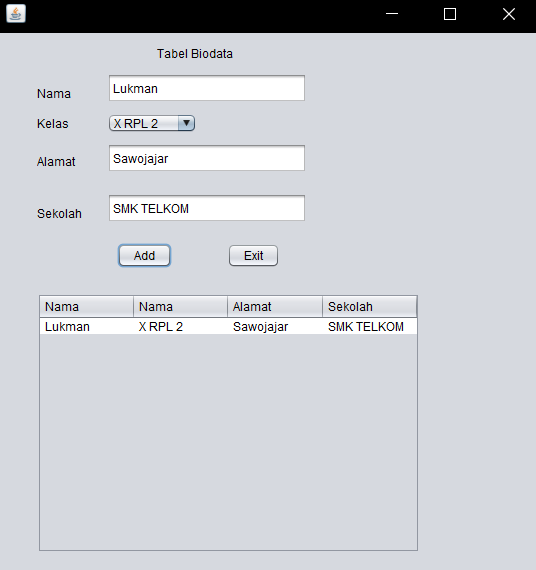 Tabel Biodata
Nama Lukman
Kelas X RPL 2
Alamat Sawojajar
Sekolah SMK TELKOM
Add Exit
Nama Nama Alamat Sekolah
Lukman X RPL 2 Sawojajar SMK TELKOM